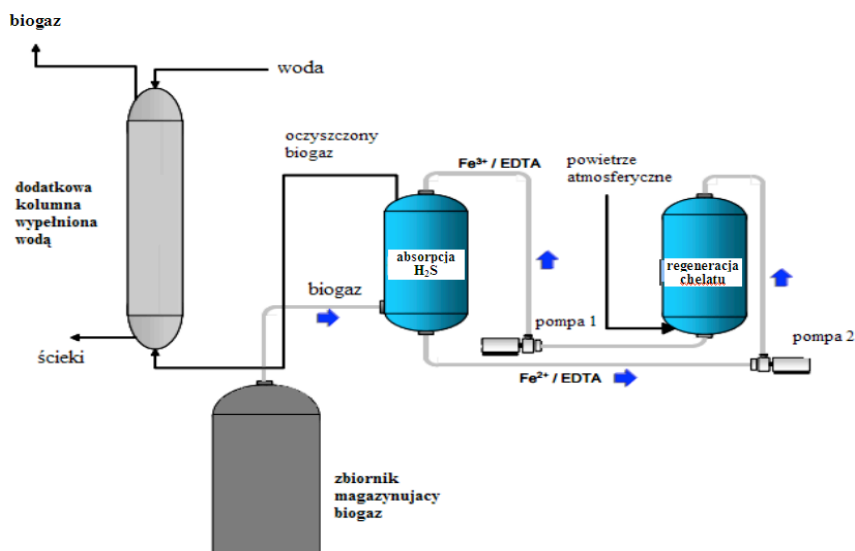 biogaz
woda
oczyszczony
biogaz
Fe³⁺ / EDTA
powietrze
atmosferyczne
dodatkowa
kolumna
wypełniona
wodą
absorpcja
H₂S
regeneracja
chelatu
biogaz
pompa 1
pompa 2
ścieki
Fe²⁺ / EDTA
zbiornik
magazynujacy
biogaz